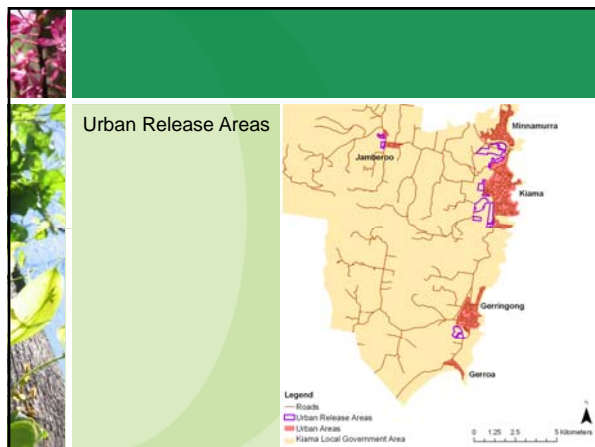 Urban Release Areas
Minnamurra
Jamberoo
Kiama
Gerringong
Gerroa
Legend
Roads
Urban Release Areas
Urban Areas
Kiama Local Government Area
N
0 1.25 2.5 5 Kilometers